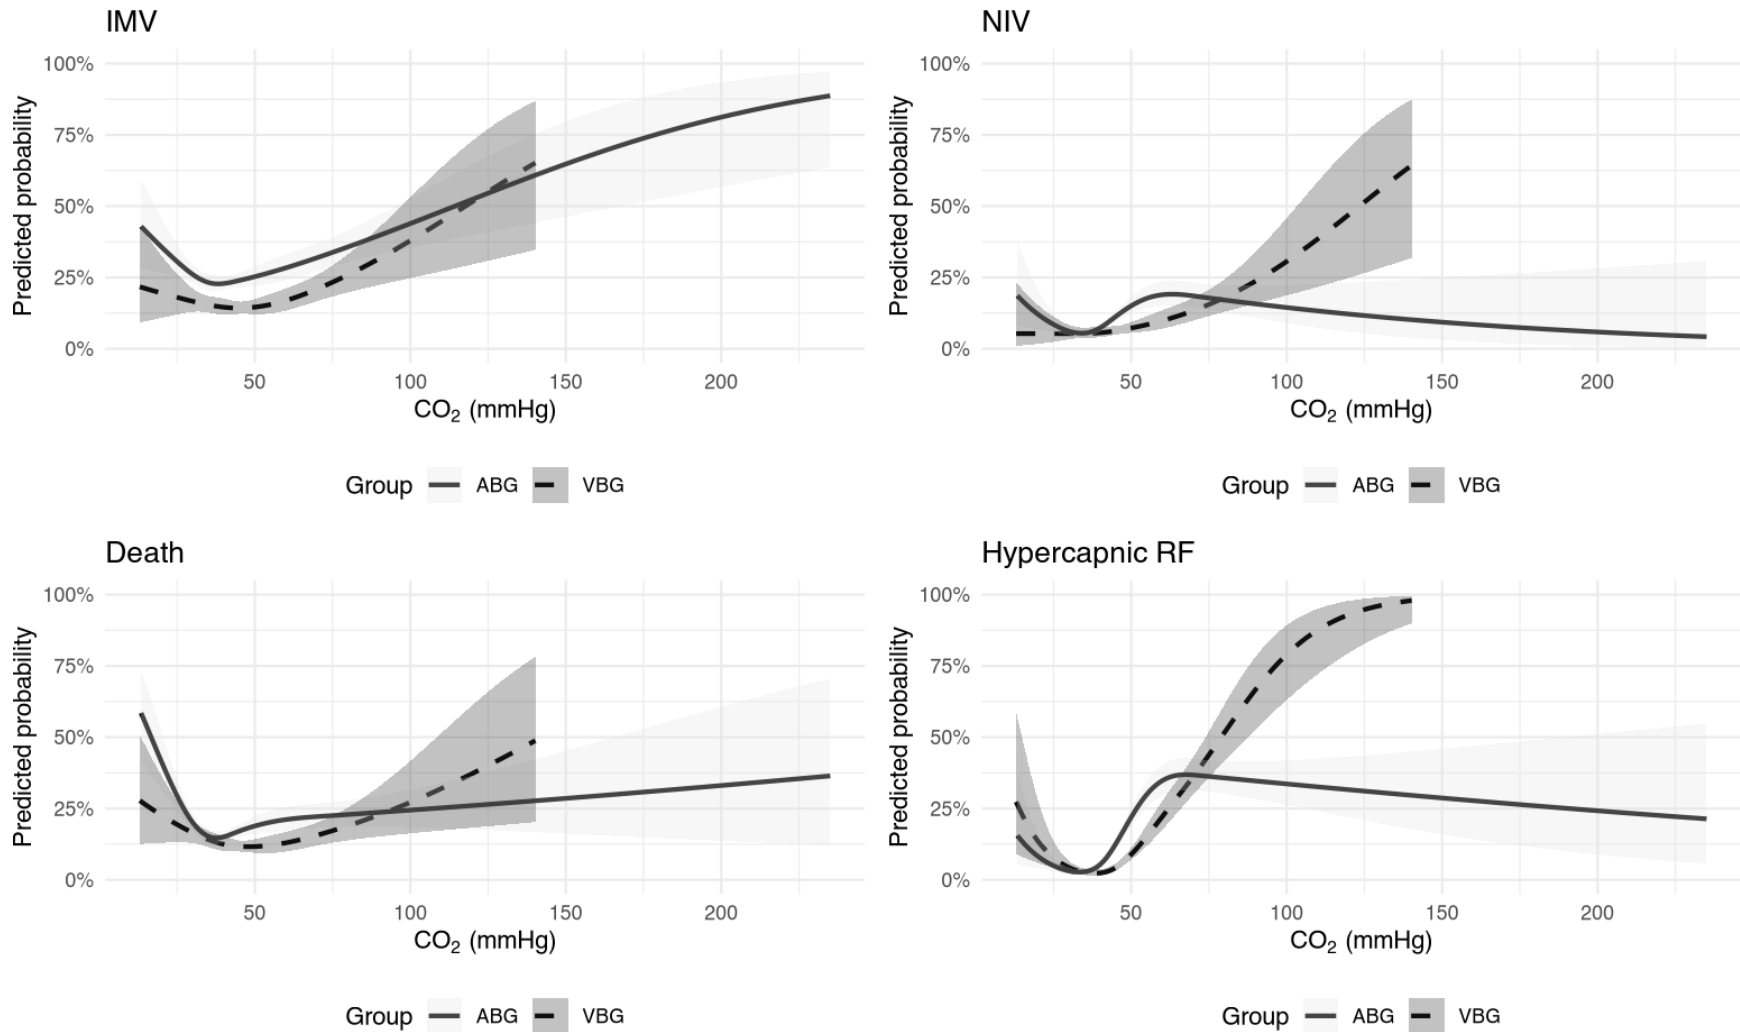 IMV
100%
75%
50%
25%
0%
Predicted probability
50 100 150 200
CO₂ (mmHg)
Group ABG VBG
NIV
100%
75%
50%
25%
0%
Predicted probability
50 100 150 200
CO₂ (mmHg)
Group ABG VBG
Death
100%
75%
50%
25%
0%
Predicted probability
50 100 150 200
CO₂ (mmHg)
Group ABG VBG
Hypercapnic RF
100%
75%
50%
25%
0%
Predicted probability
50 100 150 200
CO₂ (mmHg)
Group ABG VBG